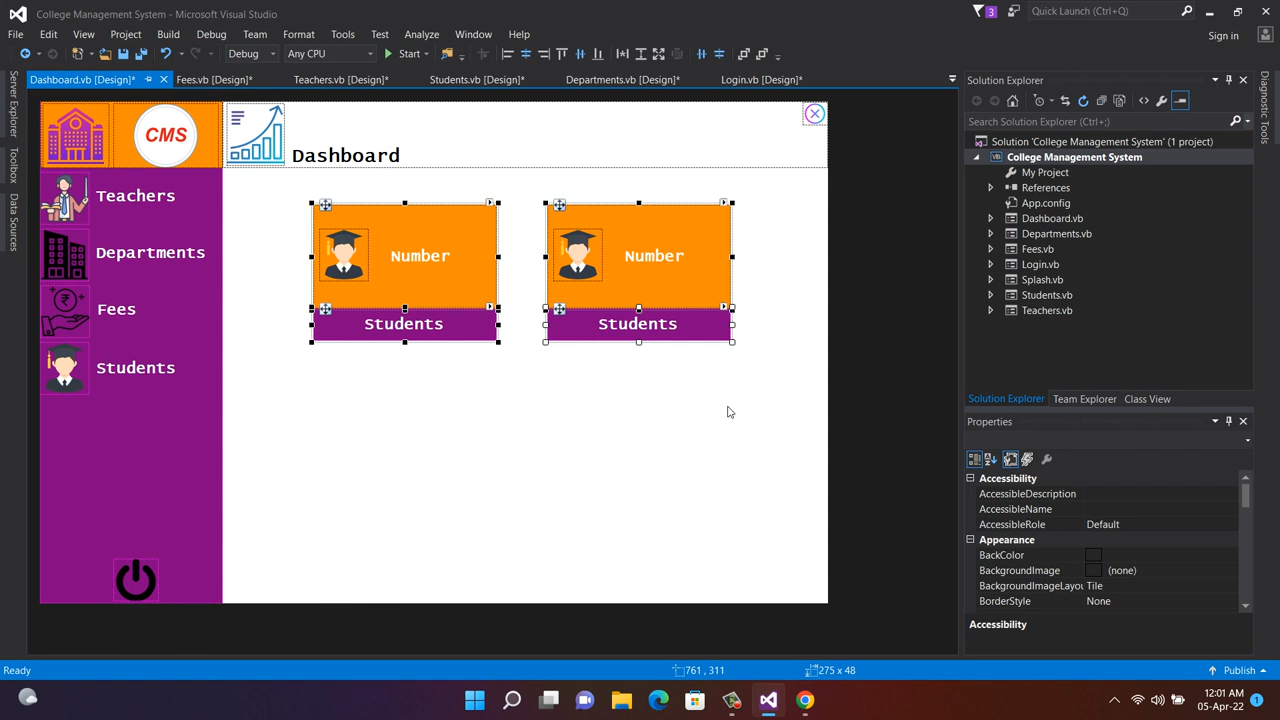 College Management System - Microsoft Visual Studio
3
Quick Launch (Ctrl+Q)
File Edit View Project Build Debug Team Format Tools Test Analyze Window Help
Sign in
Debug Any CPU Start
Dashboard.vb [Design]* Fees.vb [Design]* Teachers.vb [Design]* Students.vb [Design]* Departments.vb [Design]* Login.vb [Design]*
Server Explorer
Toolbox
Data Sources
CMS
Dashboard
Teachers
Departments
Fees
Students
Number
Students
Number
Students
Solution Explorer
Search Solution Explorer (Ctrl+;)
Solution 'College Management System' (1 project)
College Management System
My Project
References
App.config
Dashboard.vb
Departments.vb
Fees.vb
Login.vb
Splash.vb
Students.vb
Teachers.vb
Solution Explorer Team Explorer Class View
Properties
Accessibility
AccessibleDescription
AccessibleName
AccessibleRole Default
Appearance
BackColor
BackgroundImage (none)
BackgroundImageLayou Tile
BorderStyle None
Accessibility
Diagnostic Tools
Ready
761 , 311
275 x 48
Publish
12:01 AM
05-Apr-22
1